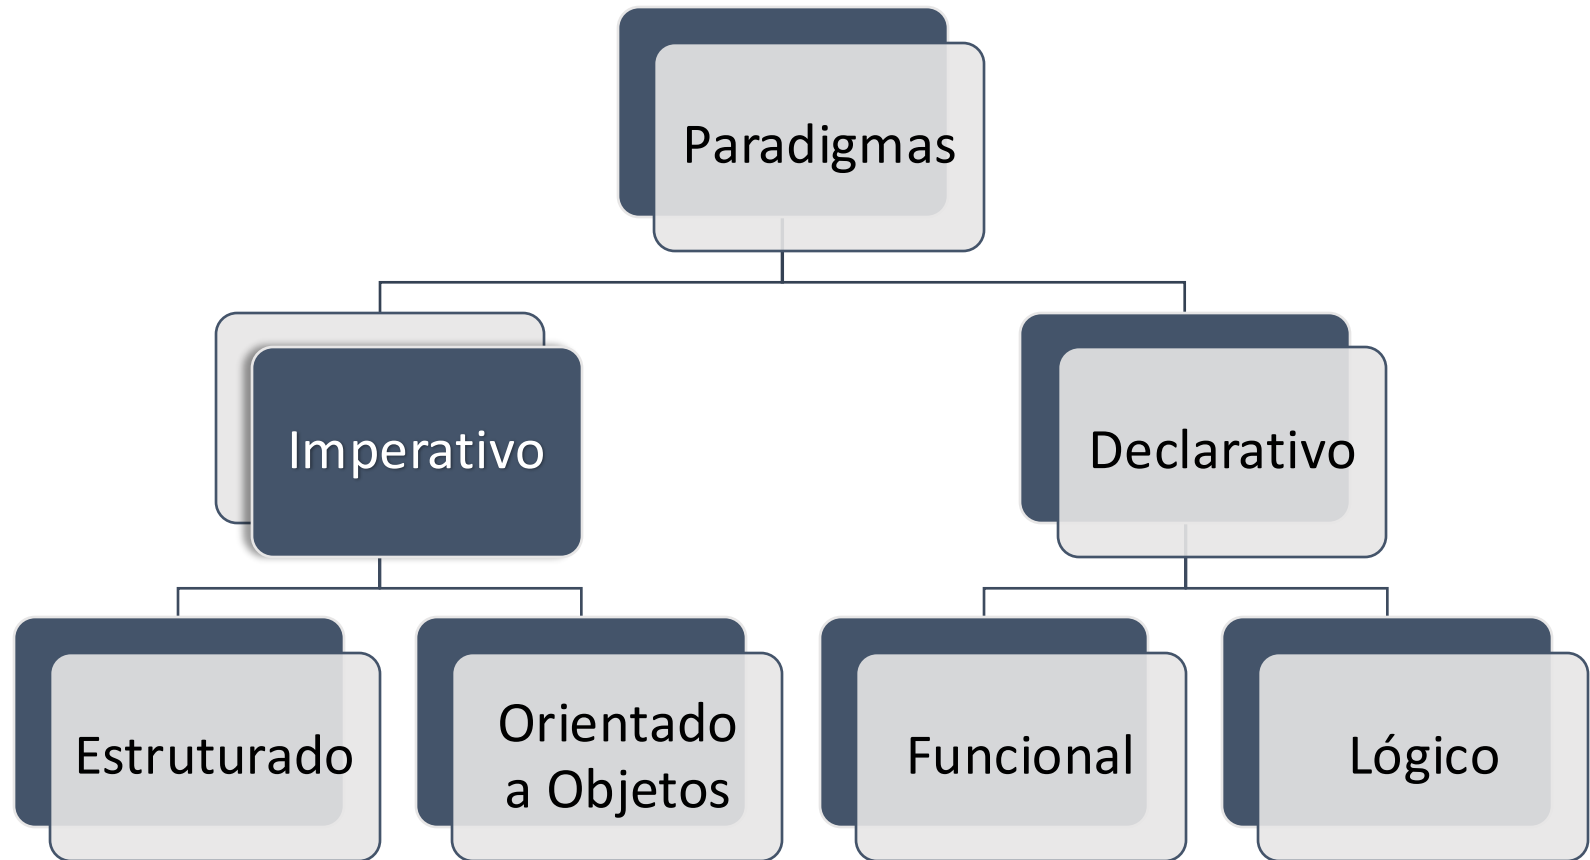 Paradigmas
Imperativo
Declarativo
Estruturado
Orientado
a Objetos
Funcional
Lógico